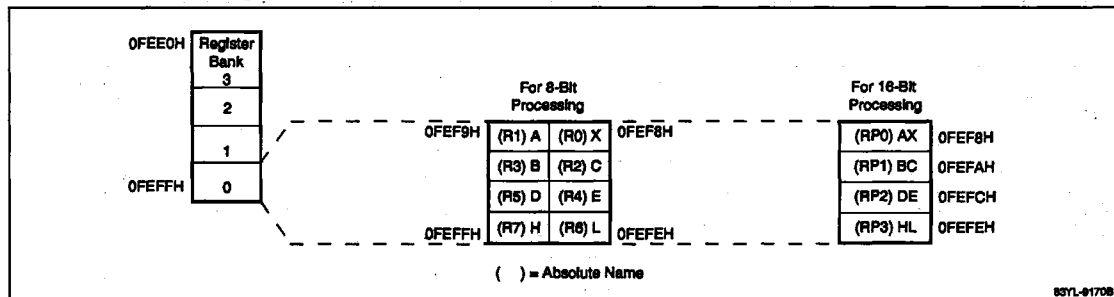 0FEE0H
Register
Bank
3
2
1
0FEFFH
0
For 8-Bit
Processing
0FEF9H
(R1) A
(R0) X
0FEF8H
(R3) B
(R2) C
(R5) D
(R4) E
0FEFFH
(R7) H
(R6) L
0FEFEH
( ) = Absolute Name
For 16-Bit
Processing
(RP0) AX
0FEF8H
(RP1) BC
0FEFAH
(RP2) DE
0FEFCH
(RP3) HL
0FEFEH
83YL-9170B